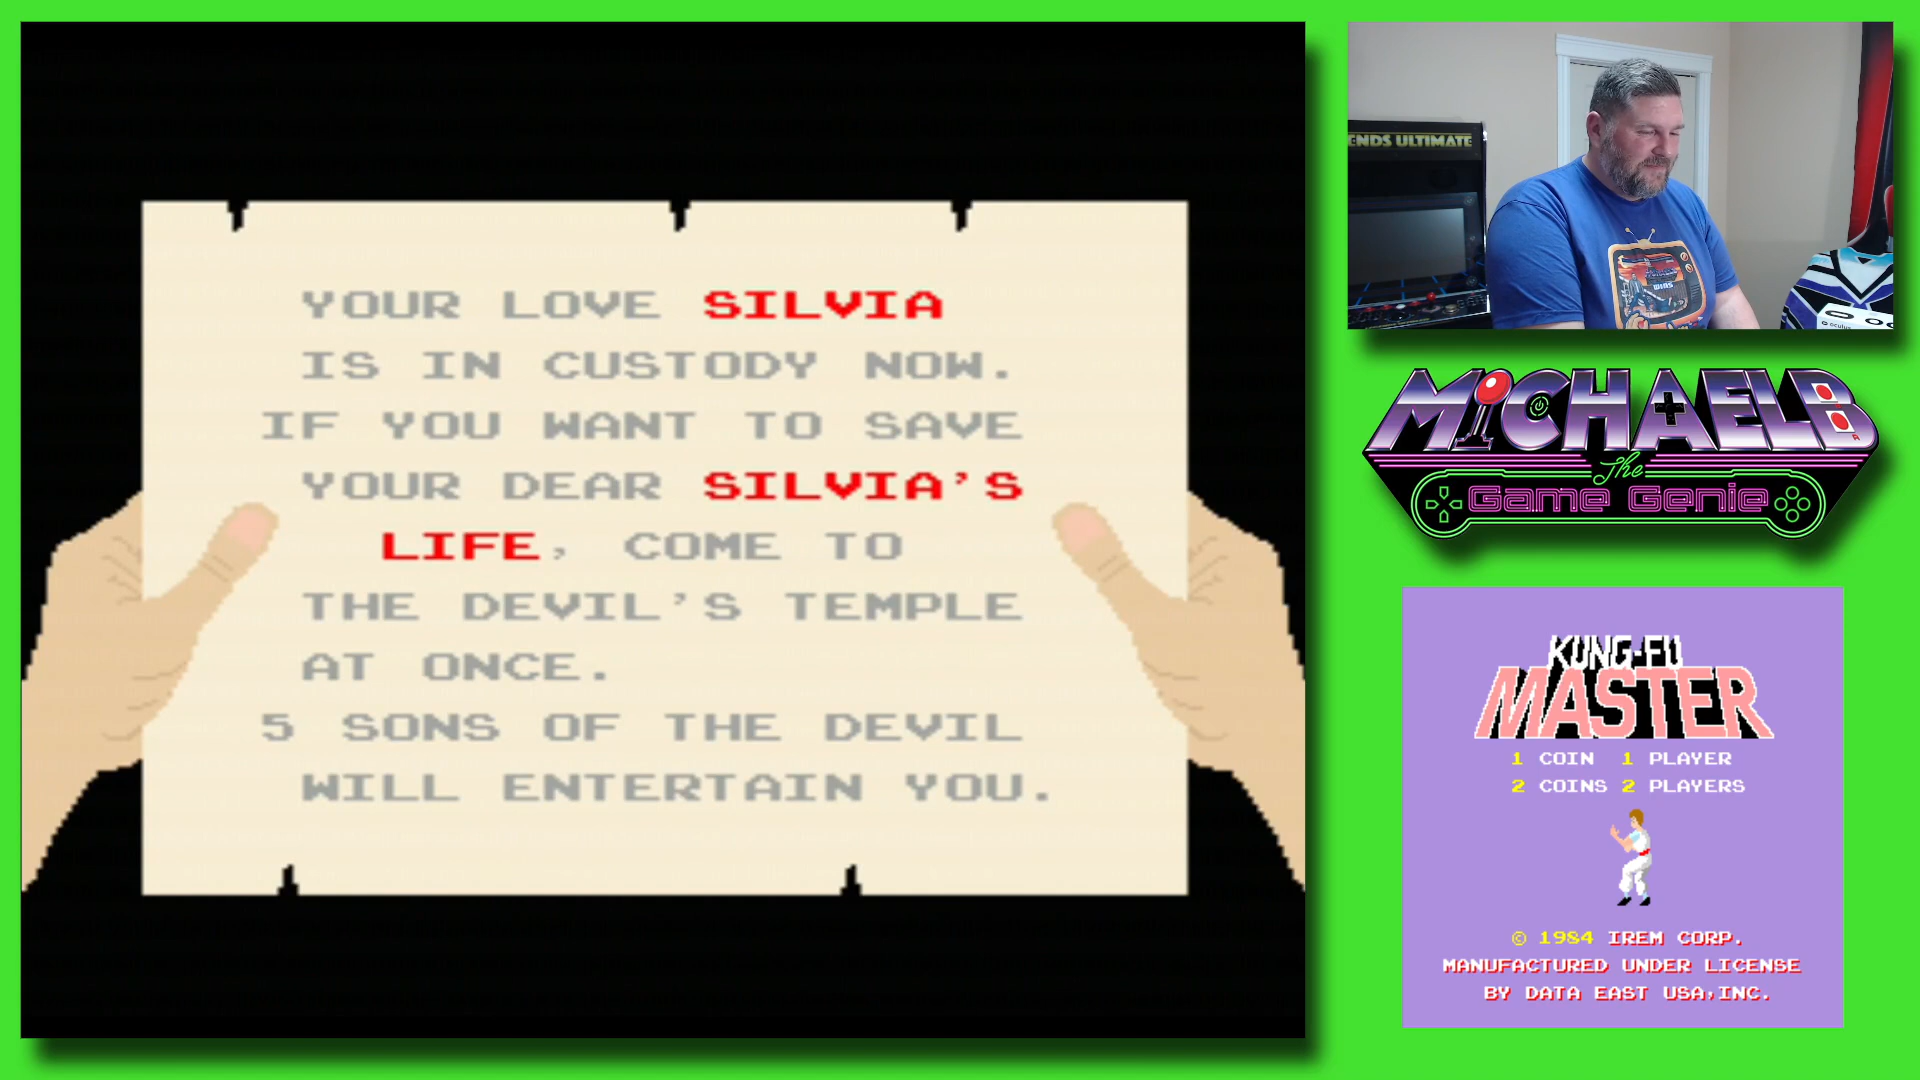 YOUR LOVE SILVIA
IS IN CUSTODY NOW.
IF YOU WANT TO SAVE
YOUR DEAR SILVIA'S
LIFE, COME TO
THE DEVIL'S TEMPLE
AT ONCE.
5 SONS OF THE DEVIL
WILL ENTERTAIN YOU.
ENDS ULTIMATE
WINS
oculus
MICHAELB
The
Game Genie
KUNG-FU
MASTER
1 COIN 1 PLAYER
2 COINS 2 PLAYERS
© 1984 IREM CORP.
MANUFACTURED UNDER LICENSE
BY DATA EAST USA,INC.